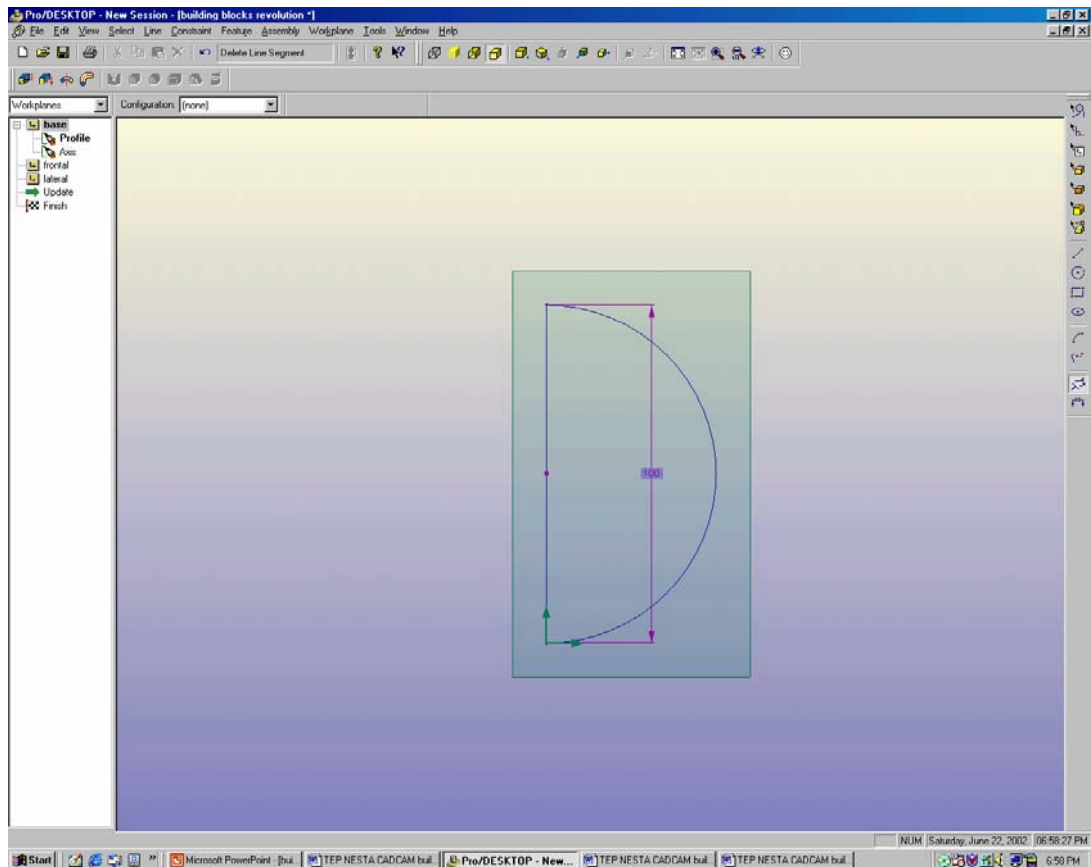 Pro/DESKTOP - New Session - [building blocks revolution *]
File Edit View Select Line Constraint Feature Assembly Workplane Tools Window Help
Delete Line Segment
Workplanes Configuration: (none)
base
Profile
Axis
frontal
lateral
Update
Finish
100
NUM Saturday, June 22, 2002 06:58:27 PM
Start Microsoft PowerPoint - [bui... TEP NESTA CADCAM buil... Pro/DESKTOP - New... TEP NESTA CADCAM buil... TEP NESTA CADCAM buil... 6:58 PM